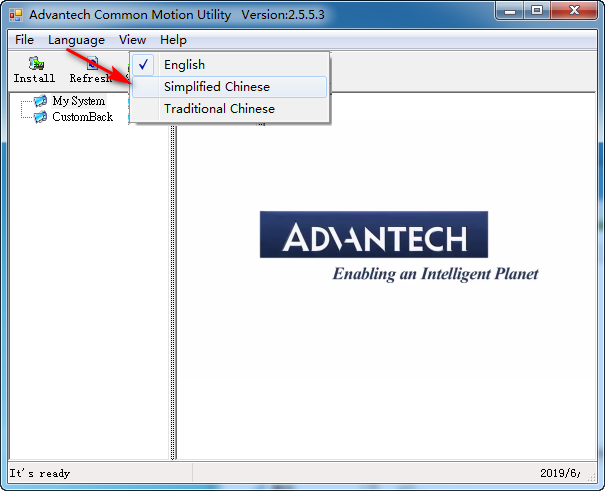 Advantech Common Motion Utility Version:2.5.5.3
File Language View Help
Install Refresh
English
Simplified Chinese
Traditional Chinese
My System
CustomBack
ADVANTECH
Enabling an Intelligent Planet
It's ready 2019/6/